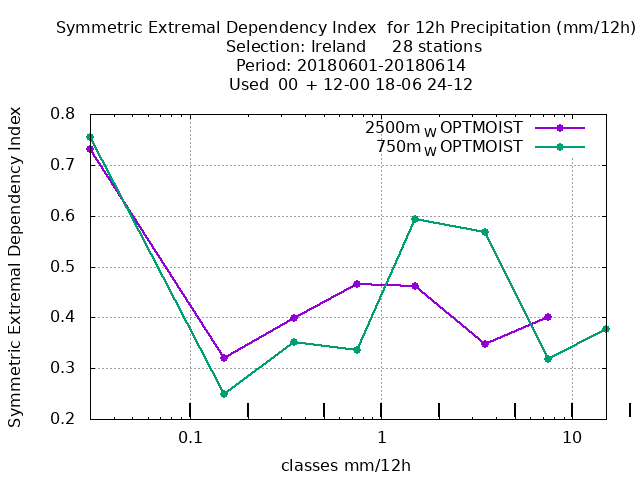 Symmetric Extremal Dependency Index  for 12h Precipitation (mm/12h)
Selection: Ireland     28 stations
Period: 20180601-20180614
Used  00  + 12-00 18-06 24-12
2500m W OPTMOIST
750m W OPTMOIST
Symmetric Extremal Dependency Index
0.8
0.7
0.6
0.5
0.4
0.3
0.2
0.1 1 10
classes mm/12h